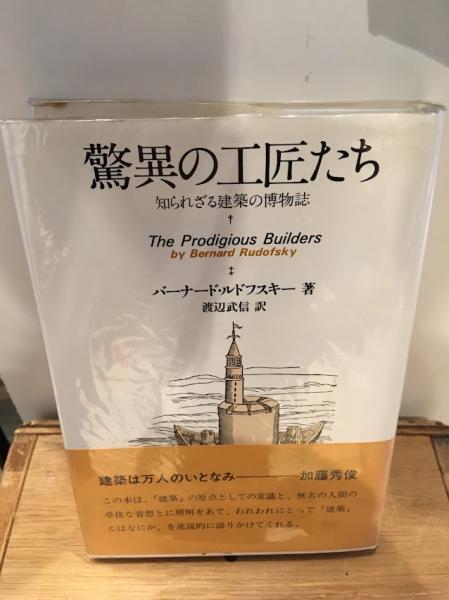 驚異の工匠たち
知られざる建築の博物誌
†
The Prodigious Builders
by Bernard Rudofsky
‡
バーナード・ルドフスキー 著
渡辺武信 訳
建築は万人のいとなみ────加藤秀俊
この本は、『建築』の原点としての常識と、無名の人間の
卓抜な着想とに照明をあて、われわれにとって「建築」
とはなにか、を逆説的に語りかけてくれる。